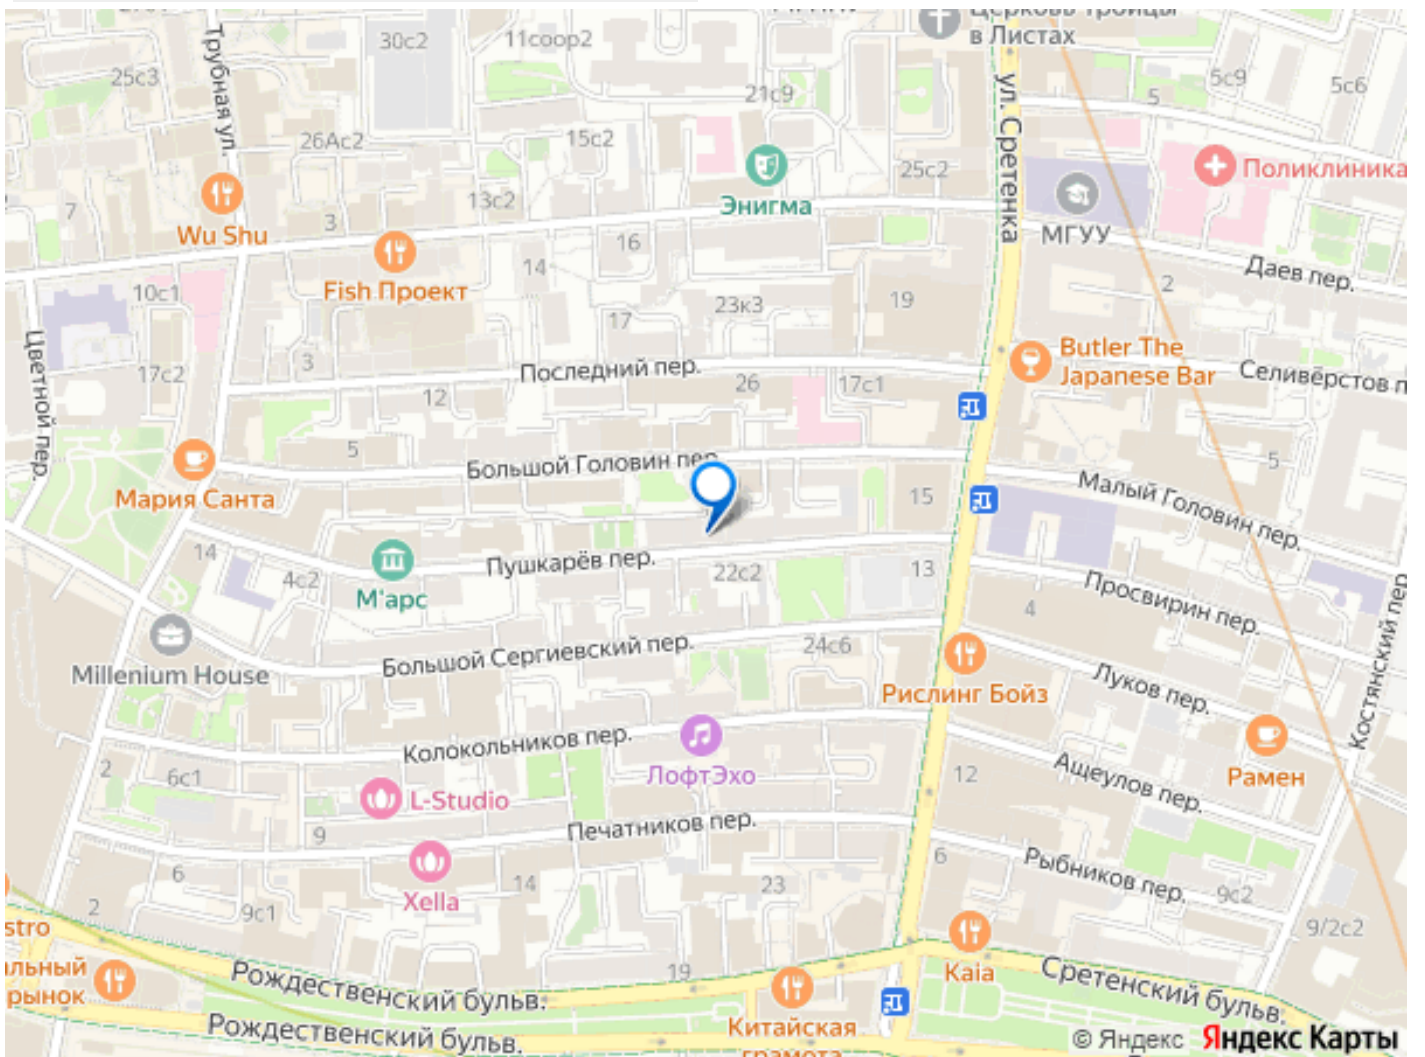 Церковь Троицы
в Листах
Трубная ул.
30с2
11соор2
25с3
21с9
5с9
5с6
5
ул. Сретенка
26Ас2
15с2
25с2
Поликлиника
13с2
Энигма
МГУУ
7
3
Wu Shu
16
Fish Проект
14
Даев пер.
2
10с1
23к3
19
17
Цветной пер.
3
Последний пер.
Butler The
Japanese Bar
17с2
12
26
17с1
Селивёрстов п
5
Большой Головин пер
5
Мария Санта
15
Малый Головин пер.
14
4с2
М'арс
Пушкарёв пер.
22с2
13
4
Просвирин пер.
Millenium House
Большой Сергиевский пер.
24с6
Рислинг Бойз
Луков пер.
Костянский пер
Колокольников пер.
ЛофтЭхо
2
6с1
L-Studio
12
Ащеулов пер.
Рамен
9
Печатников пер.
6
Xella
14
23
6
Рыбников пер.
9с2
2
9с1
9/2с2
stro
альный
рынок
Рождественский бульв.
19
Kaia
Сретенский бульв.
Рождественский бульв.
Китайская
грамота
© Яндекс Яндекс Карты